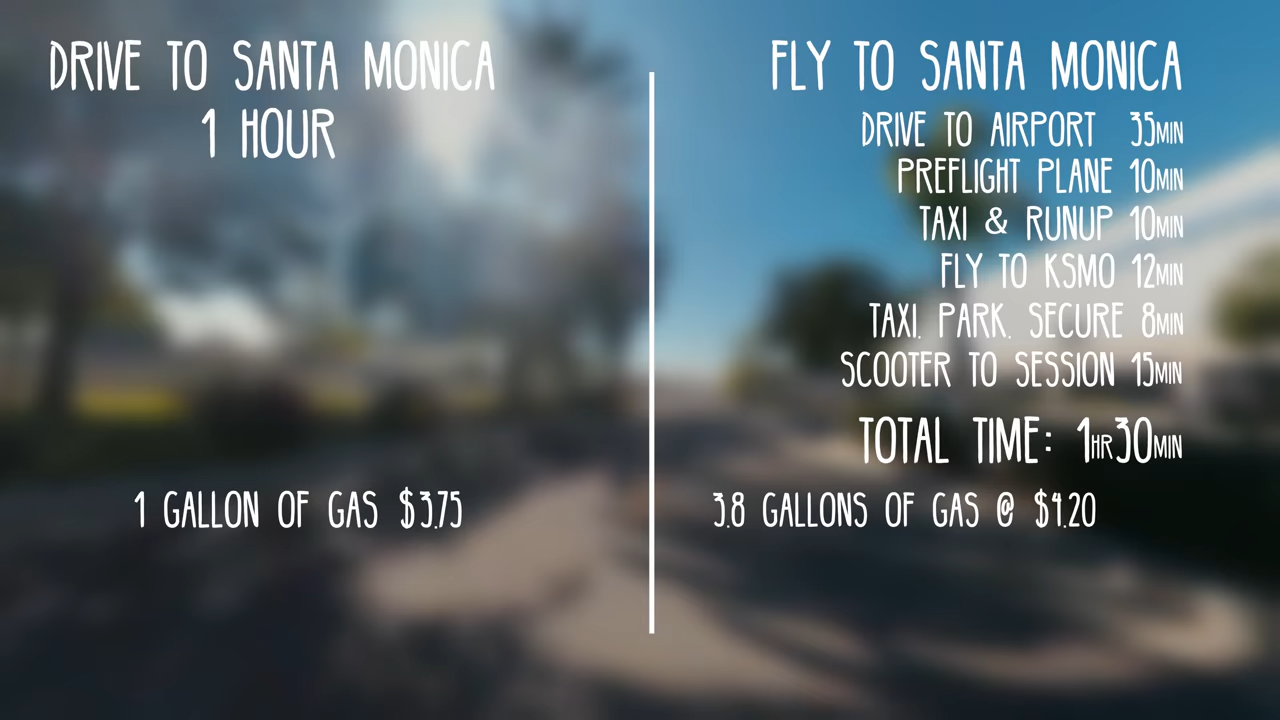 DRIVE TO SANTA MONICA
1 HOUR
1 GALLON OF GAS $3.75
FLY TO SANTA MONICA
DRIVE TO AIRPORT 35MIN
PREFLIGHT PLANE 10MIN
TAXI & RUNUP 10MIN
FLY TO KSMO 12MIN
TAXI. PARK. SECURE 8MIN
SCOOTER TO SESSION 15MIN
TOTAL TIME: 1HR30MIN
3.8 GALLONS OF GAS @ $4.20